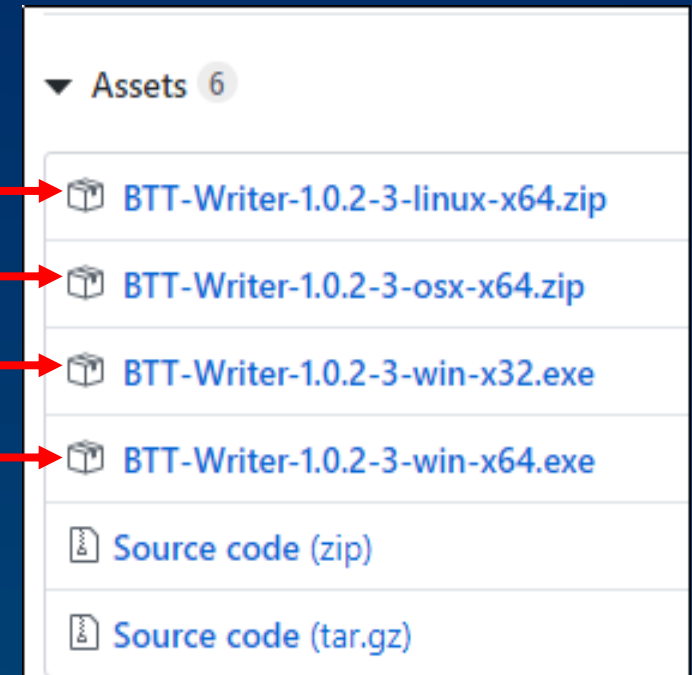 Assets 6
BTT-Writer-1.0.2-3-linux-x64.zip
BTT-Writer-1.0.2-3-osx-x64.zip
BTT-Writer-1.0.2-3-win-x32.exe
BTT-Writer-1.0.2-3-win-x64.exe
Source code (zip)
Source code (tar.gz)